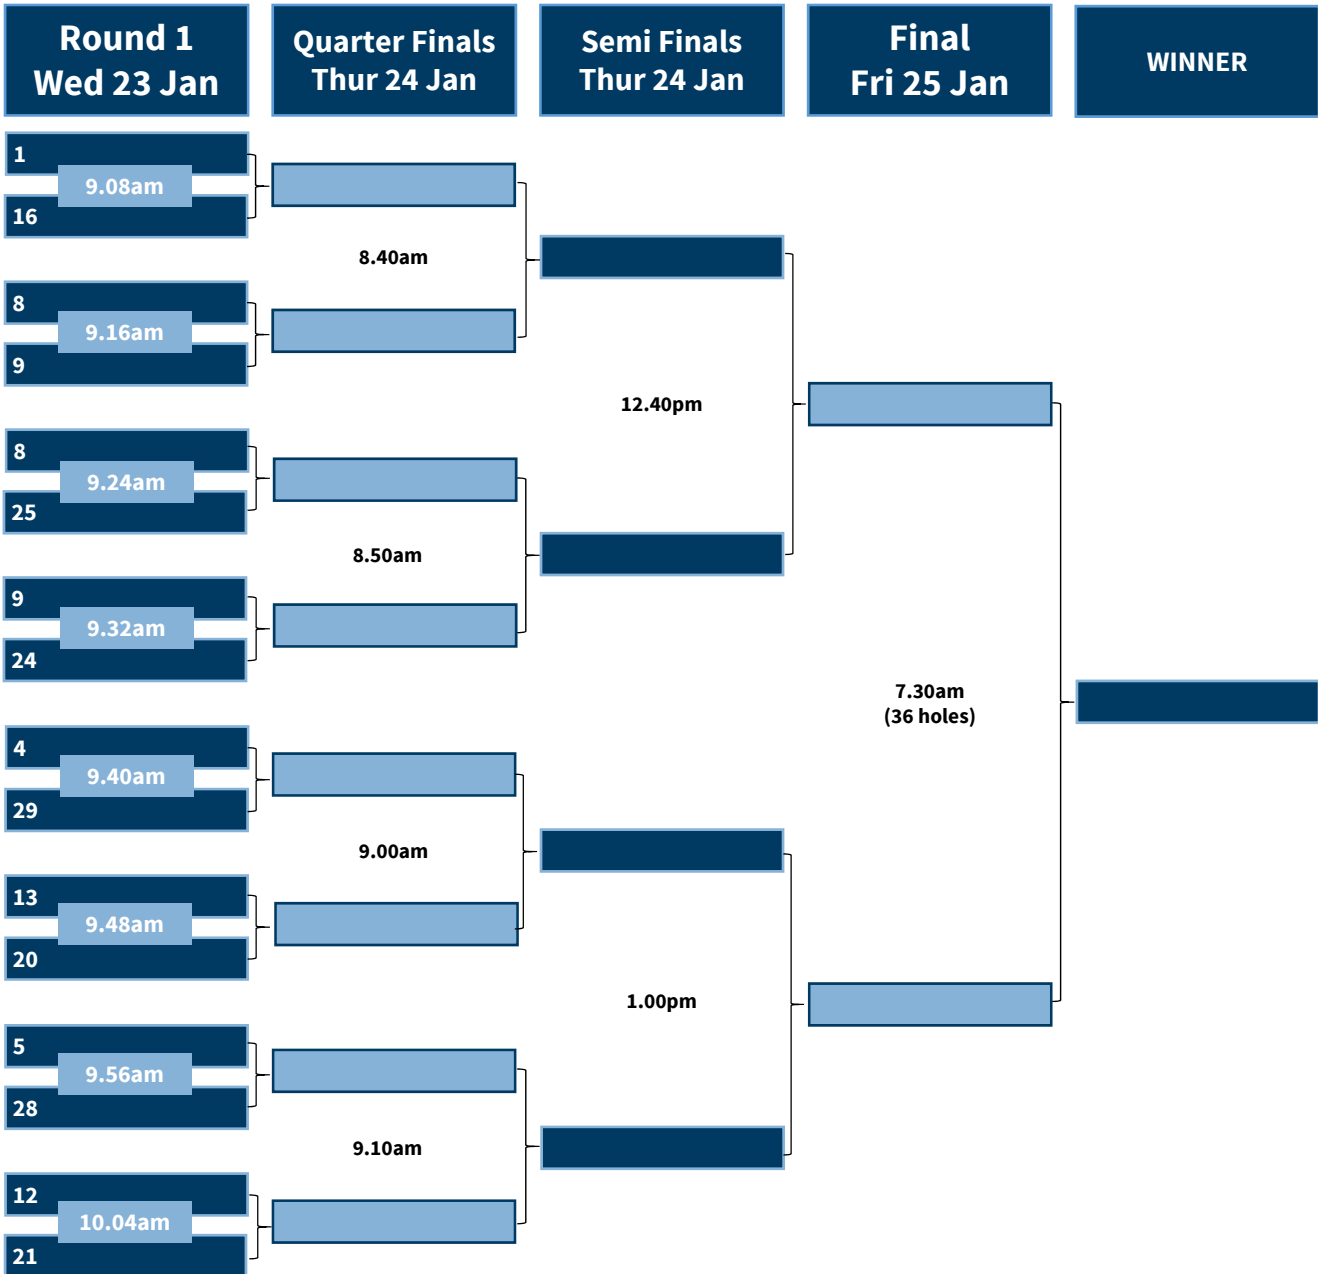 Round 1
Wed 23 Jan
Quarter Finals
Thur 24 Jan
Semi Finals
Thur 24 Jan
Final
Fri 25 Jan
WINNER
1
9.08am
16
8.40am
8
9.16am
9
12.40pm
8
9.24am
25
8.50am
9
9.32am
24
7.30am
(36 holes)
4
9.40am
29
9.00am
13
9.48am
20
1.00pm
5
9.56am
28
9.10am
12
10.04am
21